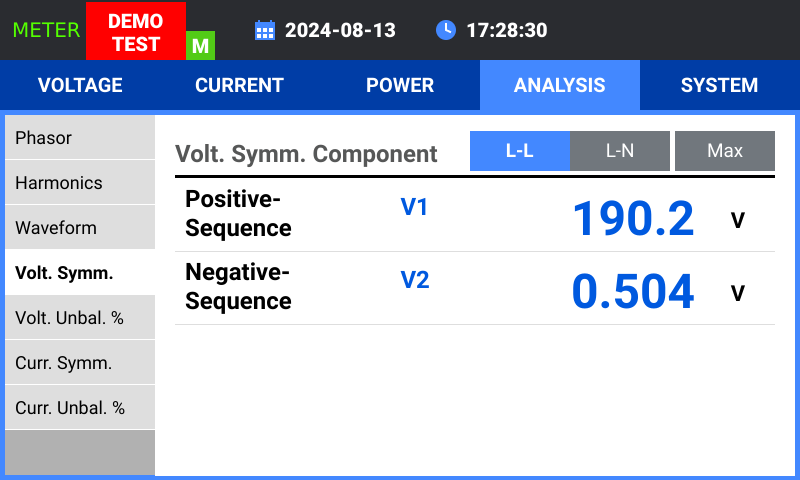 METER
DEMO
TEST
M
2024-08-13
17:28:30
VOLTAGE
CURRENT
POWER
ANALYSIS
SYSTEM
Phasor
Harmonics
Waveform
Volt. Symm.
Volt. Unbal. %
Curr. Symm.
Curr. Unbal. %
Volt. Symm. Component
L-L
L-N
Max
Positive-
Sequence
V1
190.2
V
Negative-
Sequence
V2
0.504
V